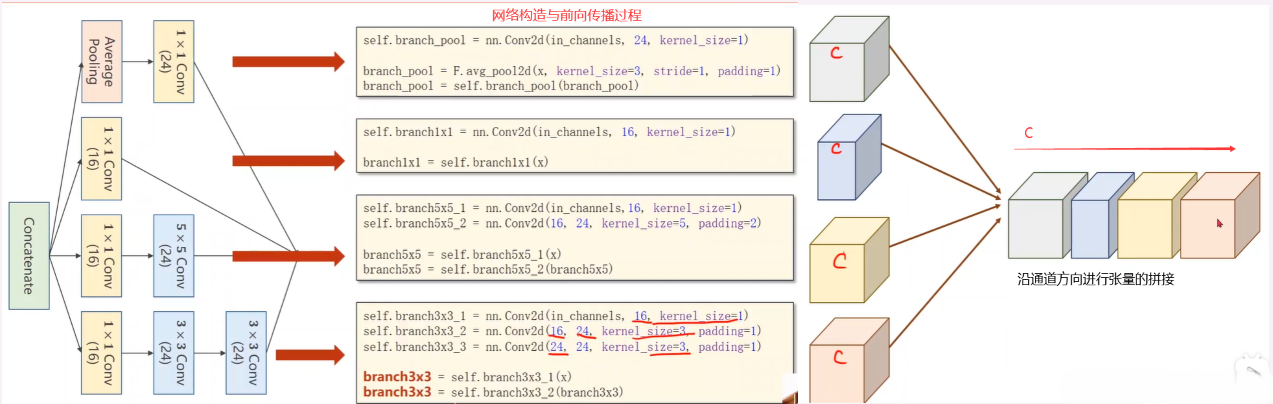 网络构造与前向传播过程
Concatenate
Average
Pooling
1×1 Conv
(24)
1×1 Conv
(16)
1×1 Conv
(16)
5×5 Conv
(24)
1×1 Conv
(16)
3×3 Conv
(24)
3×3 Conv
(24)
self.branch_pool = nn.Conv2d(in_channels, 24, kernel_size=1)
branch_pool = F.avg_pool2d(x, kernel_size=3, stride=1, padding=1)
branch_pool = self.branch_pool(branch_pool)
self.branch1x1 = nn.Conv2d(in_channels, 16, kernel_size=1)
branch1x1 = self.branch1x1(x)
self.branch5x5_1 = nn.Conv2d(in_channels,16, kernel_size=1)
self.branch5x5_2 = nn.Conv2d(16, 24, kernel_size=5, padding=2)
branch5x5 = self.branch5x5_1(x)
branch5x5 = self.branch5x5_2(branch5x5)
self.branch3x3_1 = nn.Conv2d(in_channels, 16, kernel_size=1)
self.branch3x3_2 = nn.Conv2d(16, 24, kernel_size=3, padding=1)
self.branch3x3_3 = nn.Conv2d(24, 24, kernel_size=3, padding=1)
branch3x3 = self.branch3x3_1(x)
branch3x3 = self.branch3x3_2(branch3x3)
C
C
C
C
C
沿通道方向进行张量的拼接